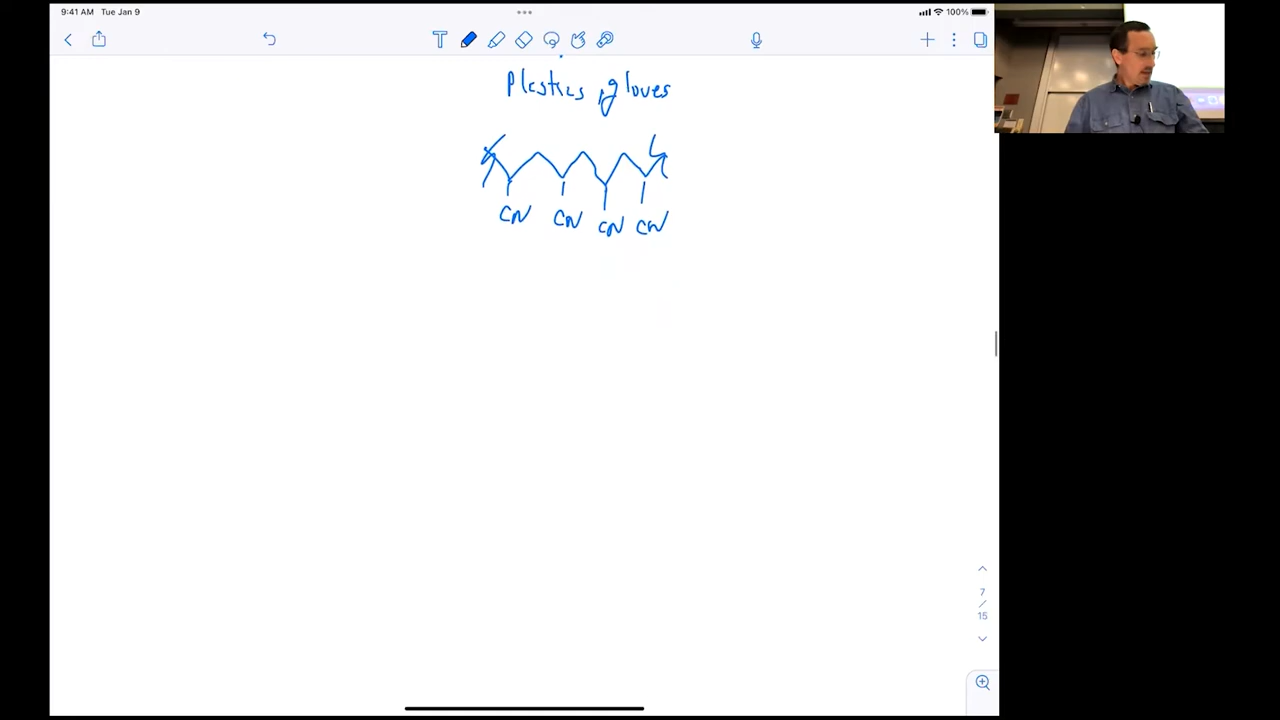 9:41 AM Tue Jan 9
100%
T
Plastics, gloves
CN CN CN CN
7
/
15